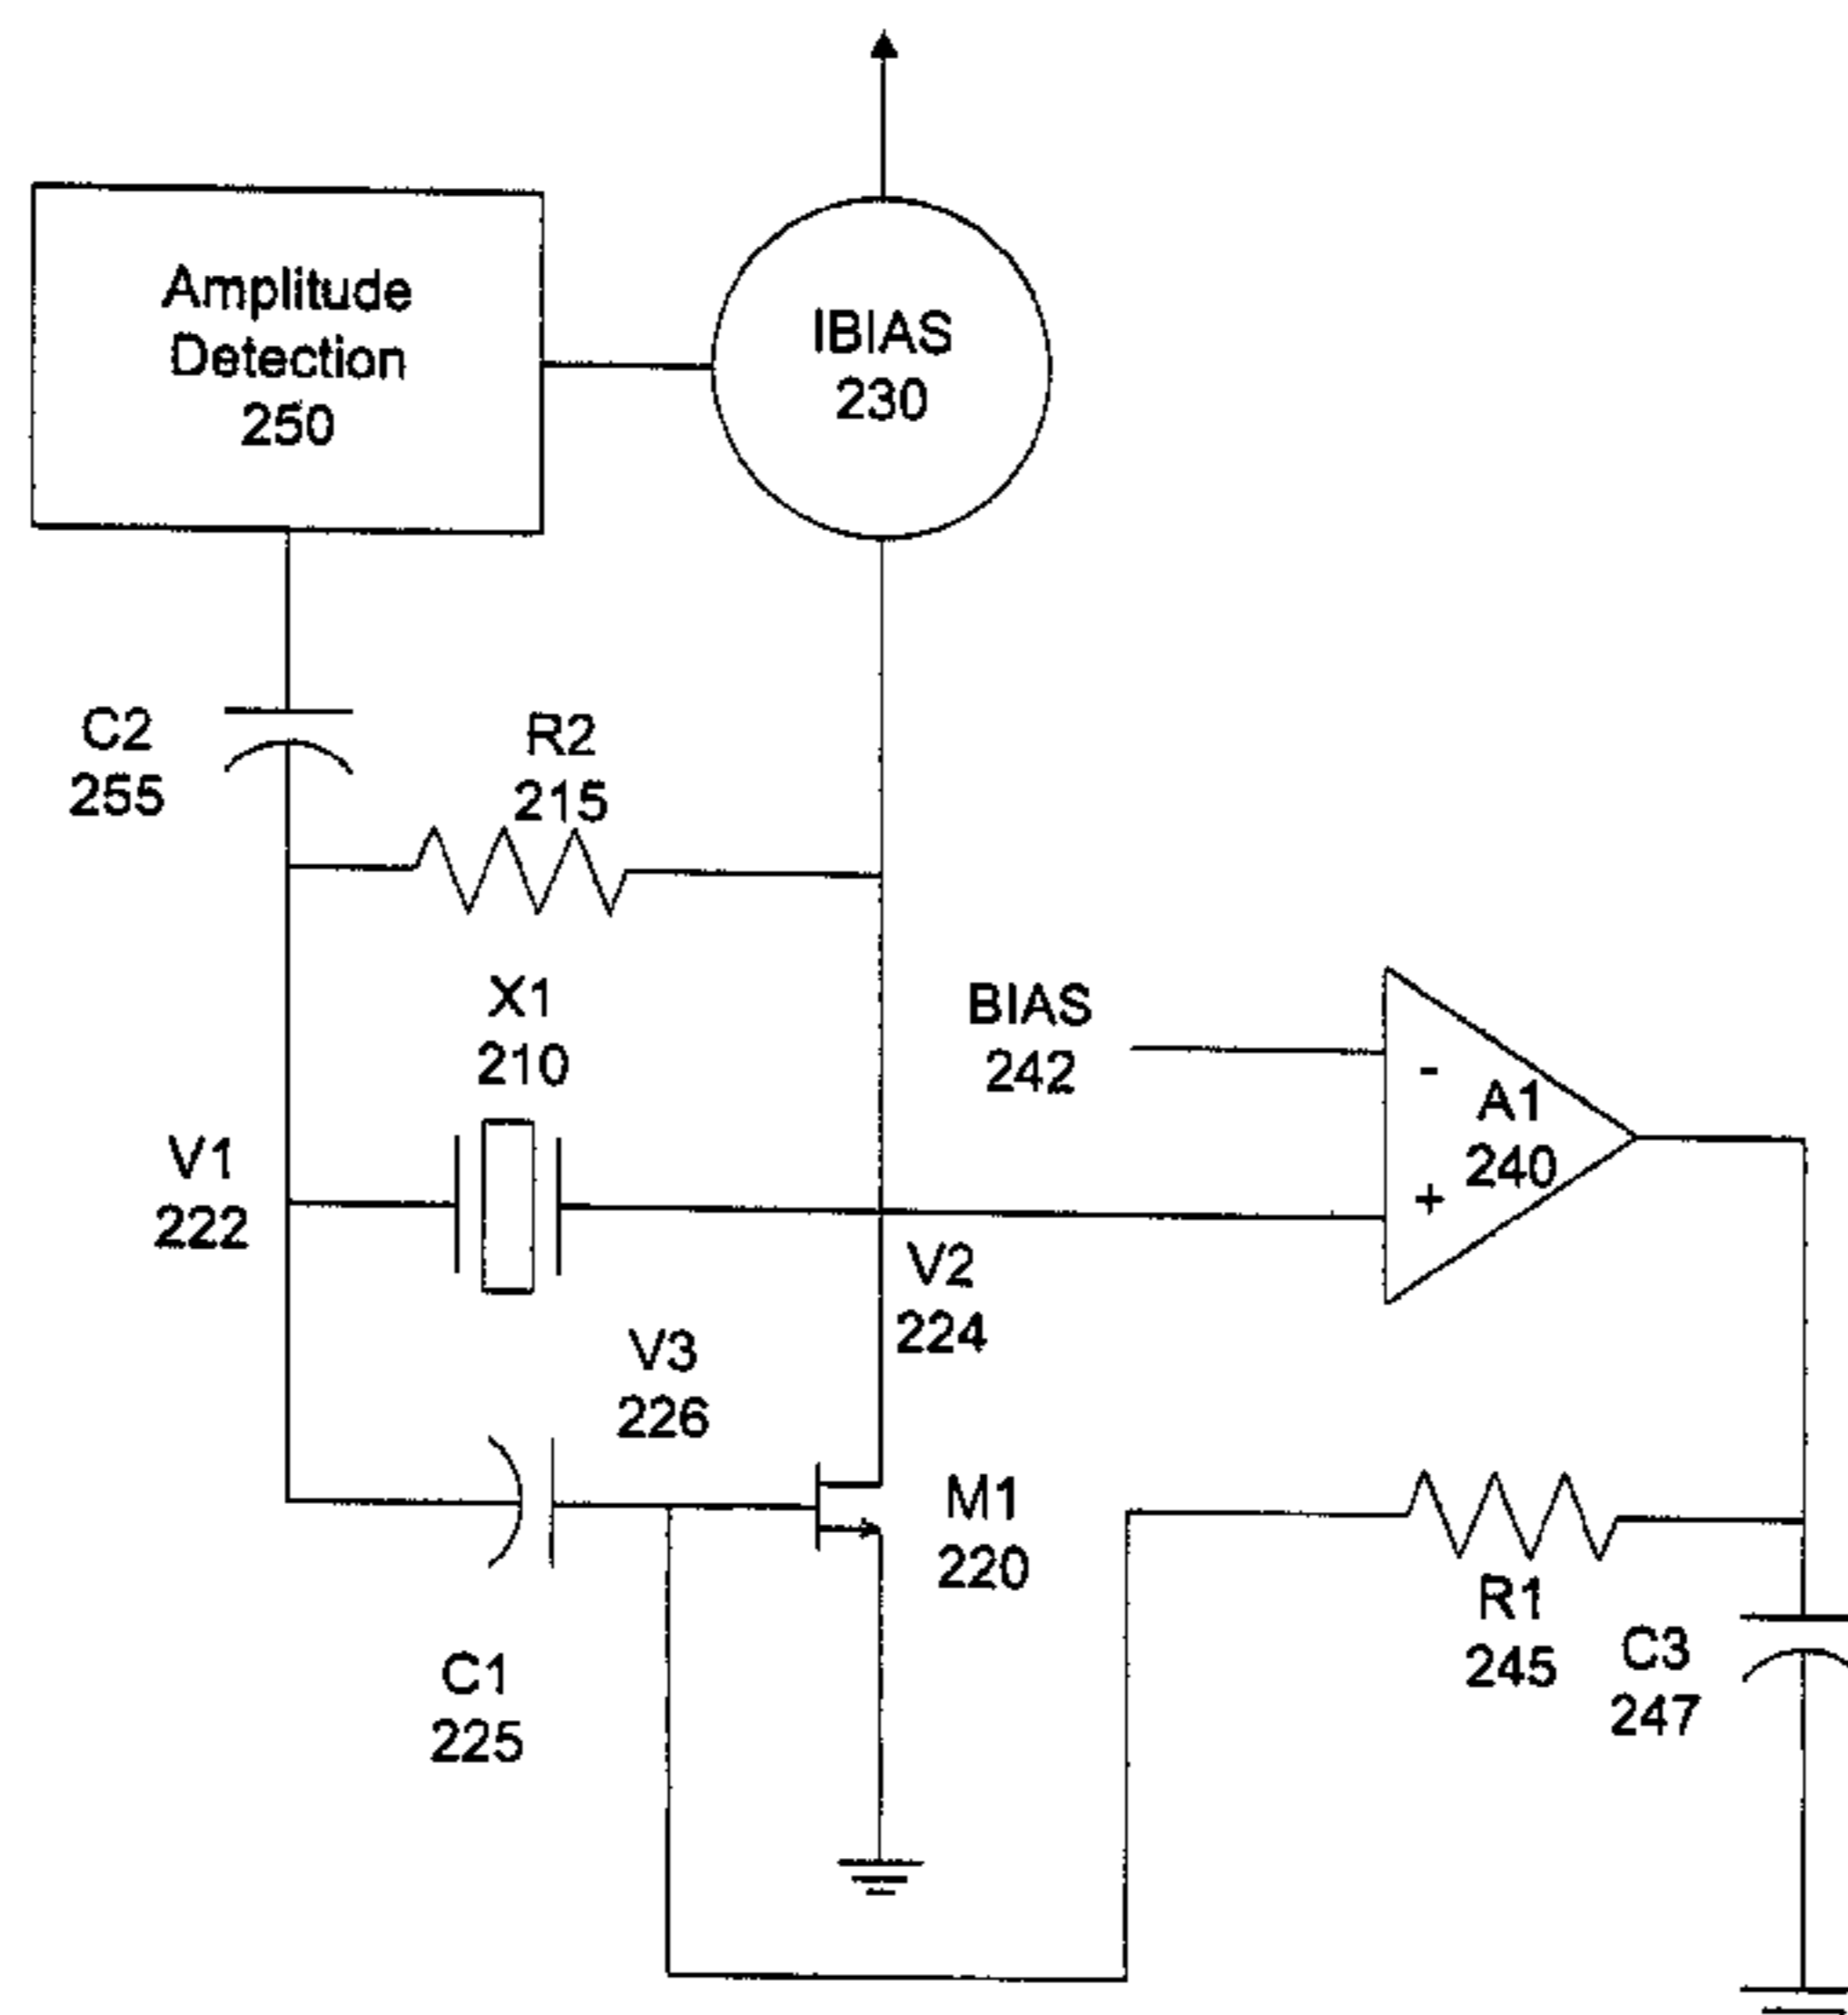 Amplitude
Detection
250
IBIAS
230
C2
255
R2
215
X1
210
BIAS
242
-
A1
240
+
V1
222
V2
224
V3
226
M1
220
R1
245
C3
247
C1
225